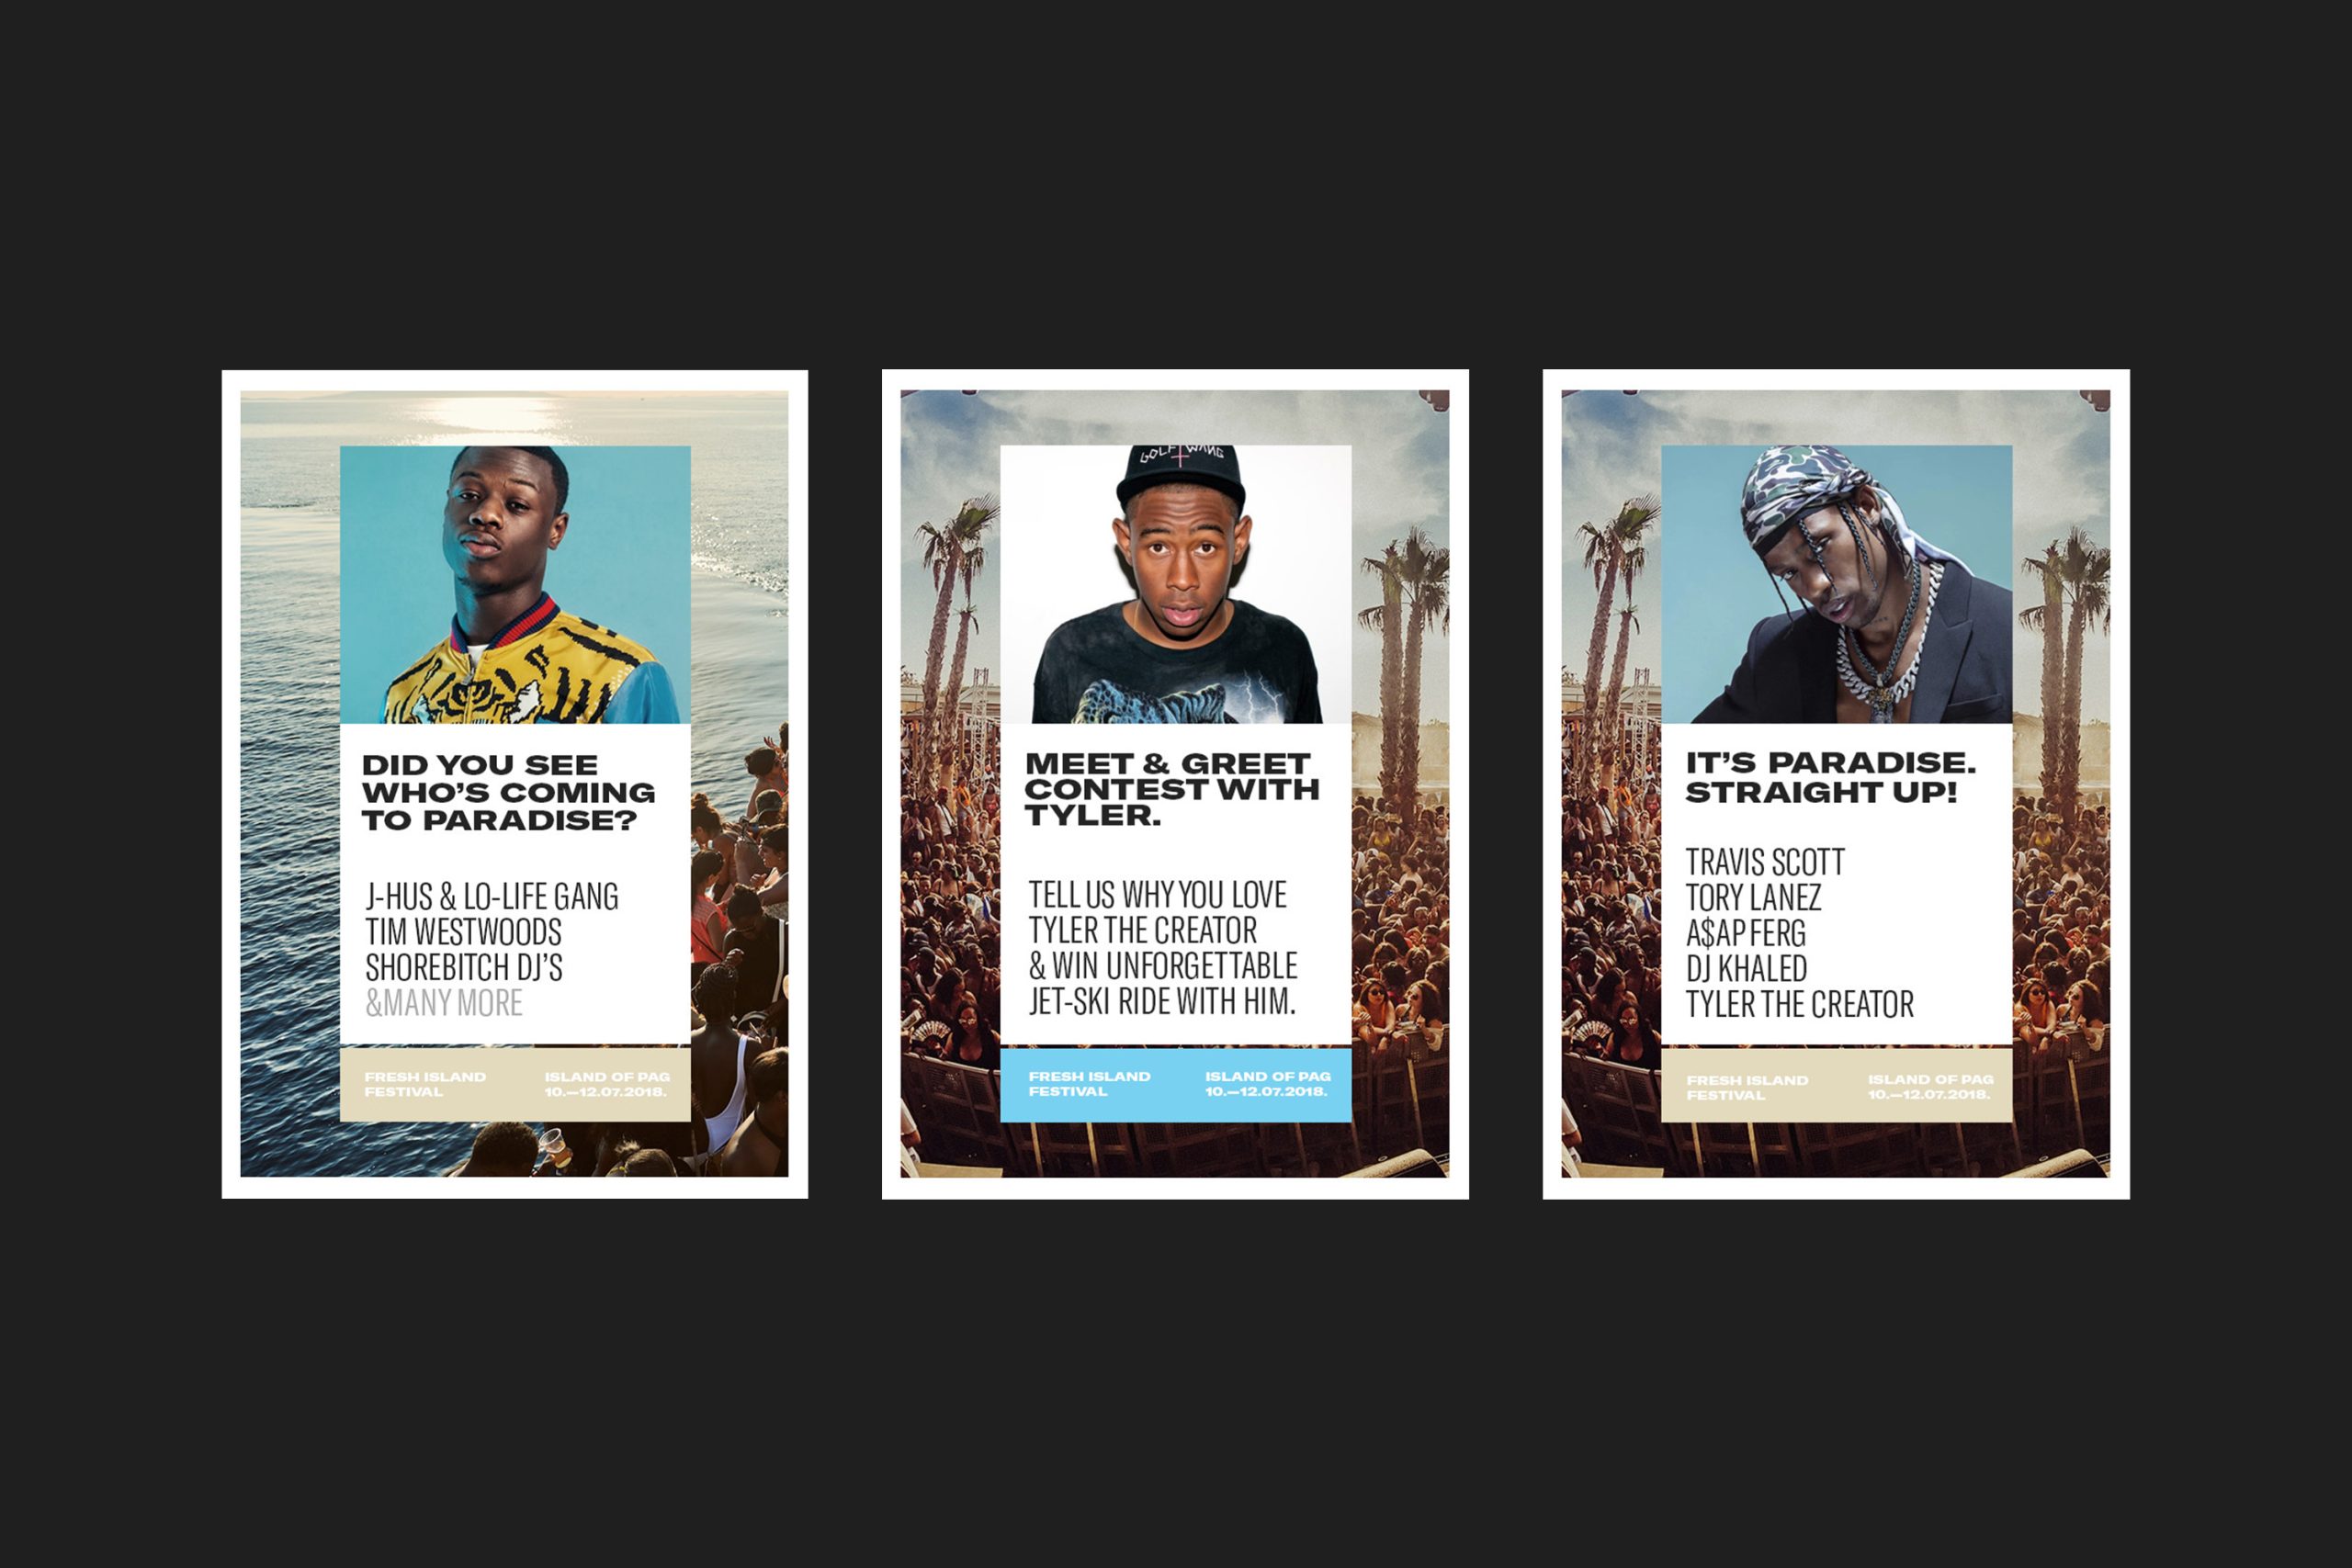 DID YOU SEE
WHO'S COMING
TO PARADISE?
J-HUS & LO-LIFE GANG
TIM WESTWOODS
SHOREBITCH DJ'S
&MANY MORE
FRESH ISLAND
FESTIVAL
ISLAND OF PAG
10.—12.07.2018.
GOLF WANG
MEET & GREET
CONTEST WITH
TYLER.
TELL US WHY YOU LOVE
TYLER THE CREATOR
& WIN UNFORGETTABLE
JET-SKI RIDE WITH HIM.
FRESH ISLAND
FESTIVAL
ISLAND OF PAG
10.—12.07.2018.
IT'S PARADISE.
STRAIGHT UP!
TRAVIS SCOTT
TORY LANEZ
A$AP FERG
DJ KHALED
TYLER THE CREATOR
FRESH ISLAND
FESTIVAL
ISLAND OF PAG
10.—12.07.2018.